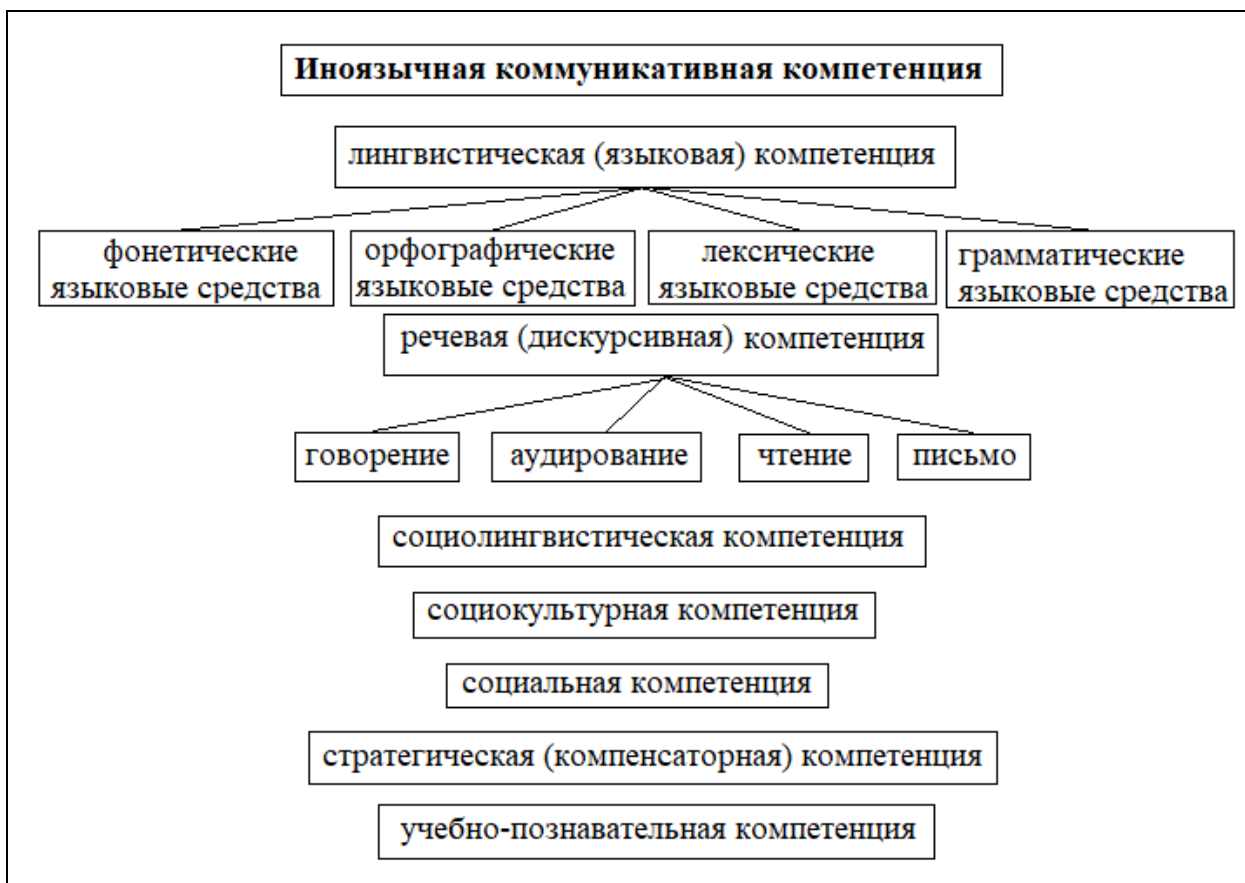 Иноязычная коммуникативная компетенция
лингвистическая (языковая) компетенция
фонетические
языковые средства
орфографические
языковые средства
лексические
языковые средства
грамматические
языковые средства
речевая (дискурсивная) компетенция
говорение
аудирование
чтение
письмо
социолингвистическая компетенция
социокультурная компетенция
социальная компетенция
стратегическая (компенсаторная) компетенция
учебно-познавательная компетенция